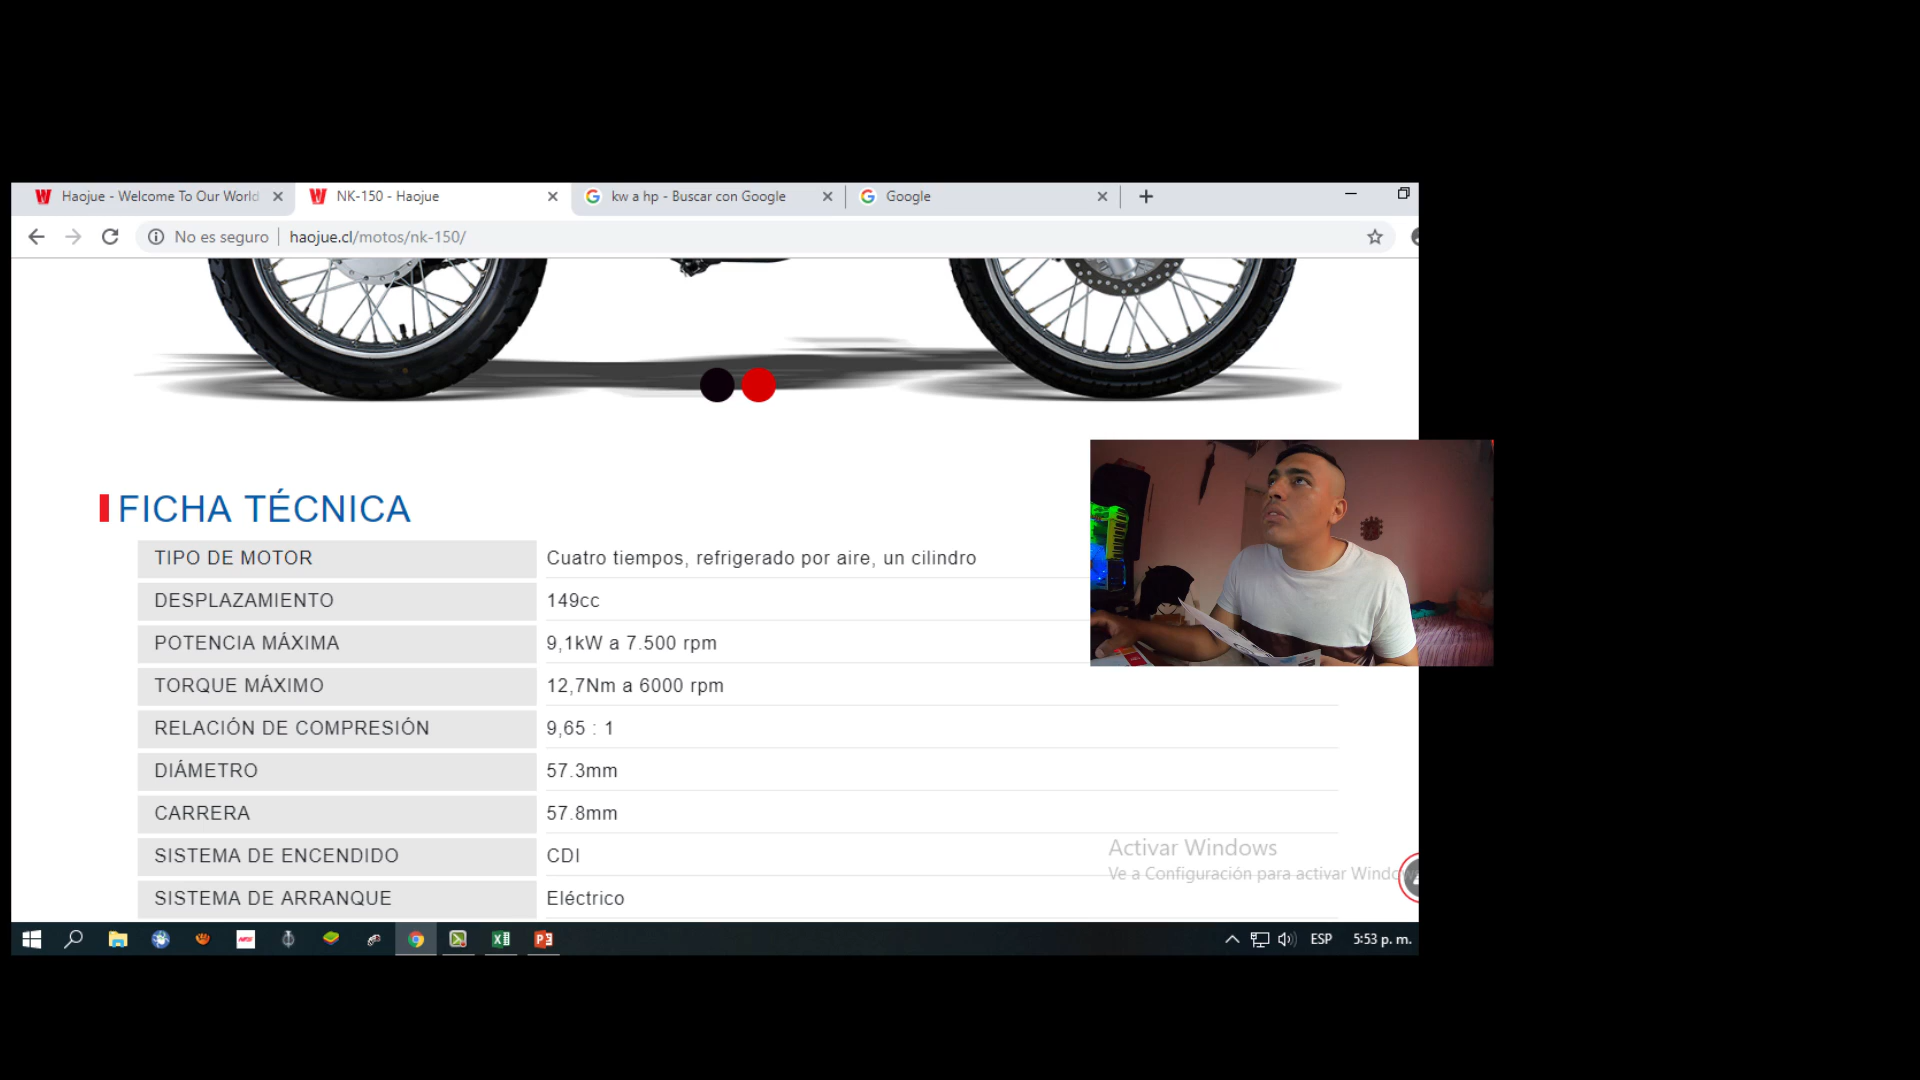 Haojue - Welcome To Our World
NK-150 - Haojue
kw a hp - Buscar con Google
Google
No es seguro
haojue.cl/motos/nk-150/
FICHA TÉCNICA
TIPO DE MOTOR Cuatro tiempos, refrigerado por aire, un cilindro
DESPLAZAMIENTO 149cc
POTENCIA MÁXIMA 9,1kW a 7.500 rpm
TORQUE MÁXIMO 12,7Nm a 6000 rpm
RELACIÓN DE COMPRESIÓN 9,65 : 1
DIÁMETRO 57.3mm
CARRERA 57.8mm
SISTEMA DE ENCENDIDO CDI
SISTEMA DE ARRANQUE Eléctrico
Activar Windows
Ve a Configuración para activar Windo
ESP
5:53 p. m.